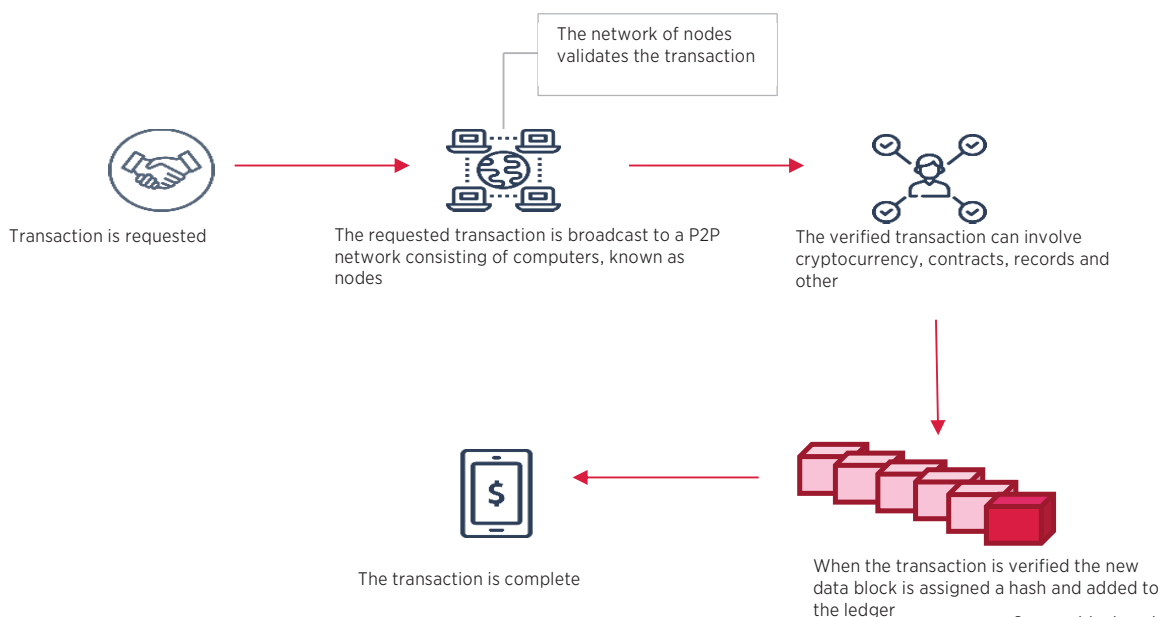 The network of nodes
validates the transaction
Transaction is requested
The requested transaction is broadcast to a P2P
network consisting of computers, known as
nodes
The verified transaction can involve
cryptocurrency, contracts, records and
other
$
When the transaction is verified the new
data block is assigned a hash and added to
the ledger
The transaction is complete